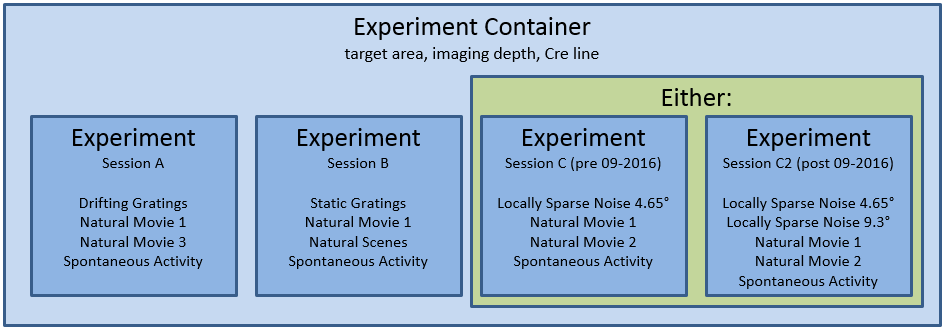 Experiment Container
target area, imaging depth, Cre line
Either:
Experiment
Session A
Drifting Gratings
Natural Movie 1
Natural Movie 3
Spontaneous Activity
Experiment
Session B
Static Gratings
Natural Movie 1
Natural Scenes
Spontaneous Activity
Experiment
Session C (pre 09-2016)
Locally Sparse Noise 4.65°
Natural Movie 1
Natural Movie 2
Spontaneous Activity
Experiment
Session C2 (post 09-2016)
Locally Sparse Noise 4.65°
Locally Sparse Noise 9.3°
Natural Movie 1
Natural Movie 2
Spontaneous Activity